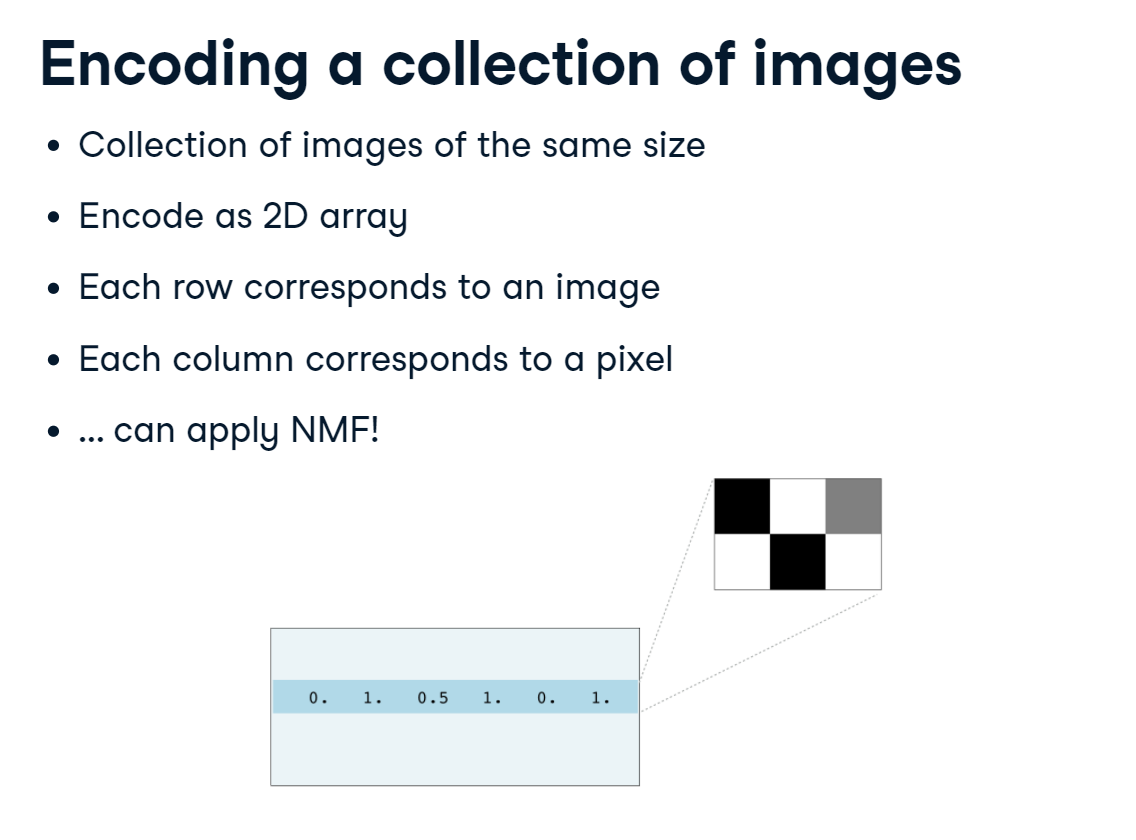 Encoding a collection of images
• Collection of images of the same size
• Encode as 2D array
• Each row corresponds to an image
• Each column corresponds to a pixel
• ... can apply NMF!
0. 1. 0.5 1. 0. 1.